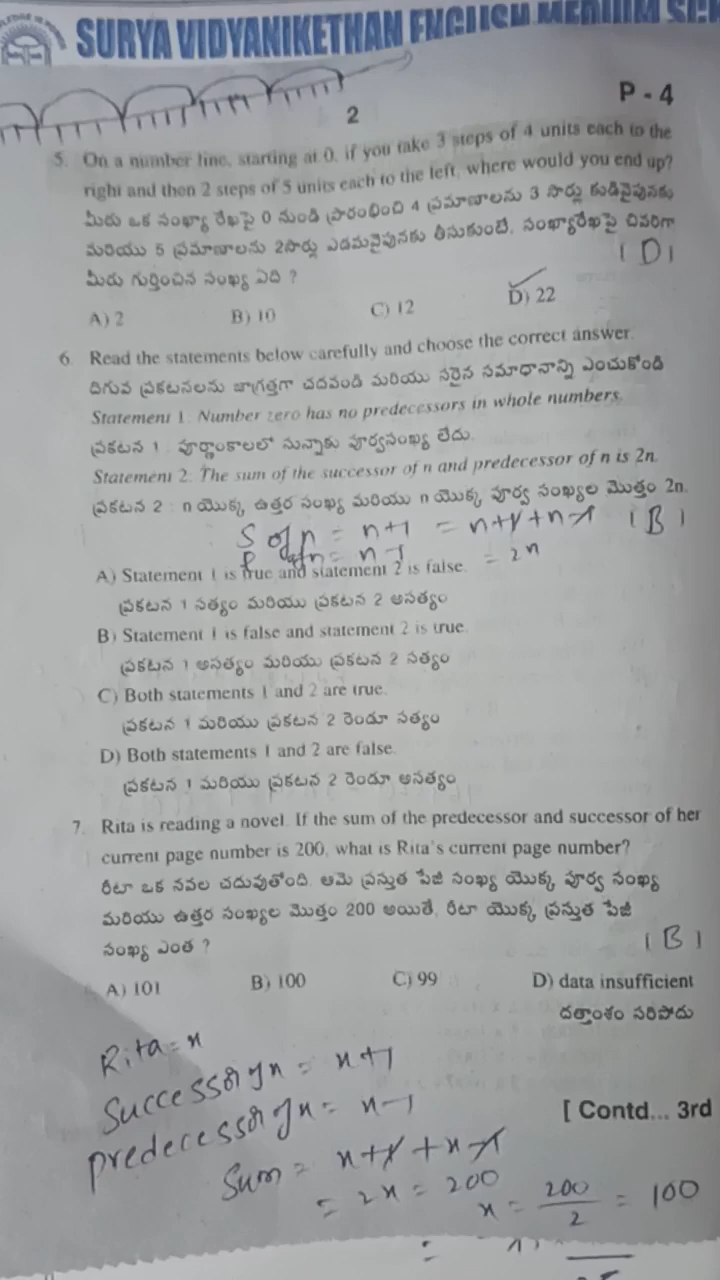 SURYA VIDYANIKETHAN ENGLISH MEDIUM
P - 4
2
5. On a number line, starting at 0, if you take 3 steps of 4 units each to the
right and then 2 steps of 5 units each to the left, where would you end up?
మీరు ఒక సంఖ్యా రేఖపై 0 నుండి ప్రారంభించి 4 ప్రమాణాలను 3 సార్లు కుడివైపునకు
మరియు 5 ప్రమాణాలను 2సార్లు ఎడమవైపునకు తీసుకుంటే, సంఖ్యారేఖపై చివరిగా
మీరు గుర్తించిన సంఖ్య ఏది ?
( D )
A) 2 B) 10 C) 12 D) 22
6. Read the statements below carefully and choose the correct answer.
దిగువ ప్రకటనలను జాగ్రత్తగా చదవండి మరియు సరైన సమాధానాన్ని ఎంచుకోండి
Statement 1. Number zero has no predecessors in whole numbers.
ప్రకటన 1 : పూర్ణాంకాలలో సున్నాకు పూర్వసంఖ్య లేదు.
Statement 2: The sum of the successor of n and predecessor of n is 2n.
ప్రకటన 2 : n యొక్క ఉత్తర సంఖ్య మరియు n యొక్క పూర్వ సంఖ్యల మొత్తం 2n.
S of n = n+1 = n+1+n-1 ( B )
P of n = n-1 = 2n
A) Statement 1 is true and statement 2 is false.
ప్రకటన 1 సత్యం మరియు ప్రకటన 2 అసత్యం
B) Statement 1 is false and statement 2 is true.
ప్రకటన 1 అసత్యం మరియు ప్రకటన 2 సత్యం
C) Both statements 1 and 2 are true.
ప్రకటన 1 మరియు ప్రకటన 2 రెండూ సత్యం
D) Both statements 1 and 2 are false.
ప్రకటన 1 మరియు ప్రకటన 2 రెండూ అసత్యం
7. Rita is reading a novel. If the sum of the predecessor and successor of her
current page number is 200, what is Rita's current page number?
రీటా ఒక నవల చదువుతోంది. ఆమె ప్రస్తుత పేజీ సంఖ్య యొక్క పూర్వ సంఖ్య
మరియు ఉత్తర సంఖ్యల మొత్తం 200 అయితే, రీటా యొక్క ప్రస్తుత పేజీ
సంఖ్య ఎంత ?
( B )
A) 101 B) 100 C) 99 D) data insufficient
దత్తాంశం సరిపోదు
Rita = n
Successor of n = n+1
predecessor of n = n-1
[ Contd... 3rd
Sum = n+1+n-1
= 2n = 200
n = 200/2 = 100